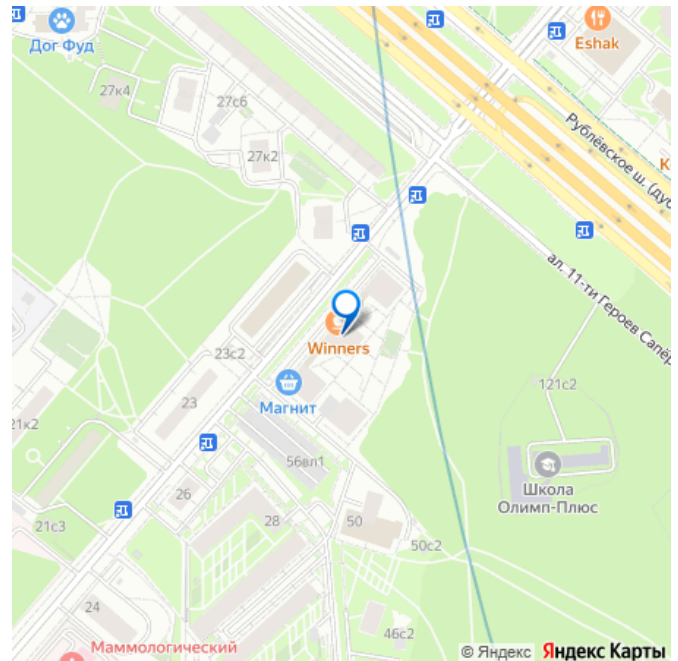 Дог Фуд
Eshak
27к4
27с6
Рублёвское ш. (дуб
К
27к2
ал. 11-ти Героев Сапёр
Winners
23с2
121с2
Магнит
23
21к2
56вл1
Школа
Олимп-Плюс
26
21с3
28
50
50с2
24
46с2
Маммологический
© Яндекс Яндекс Карты